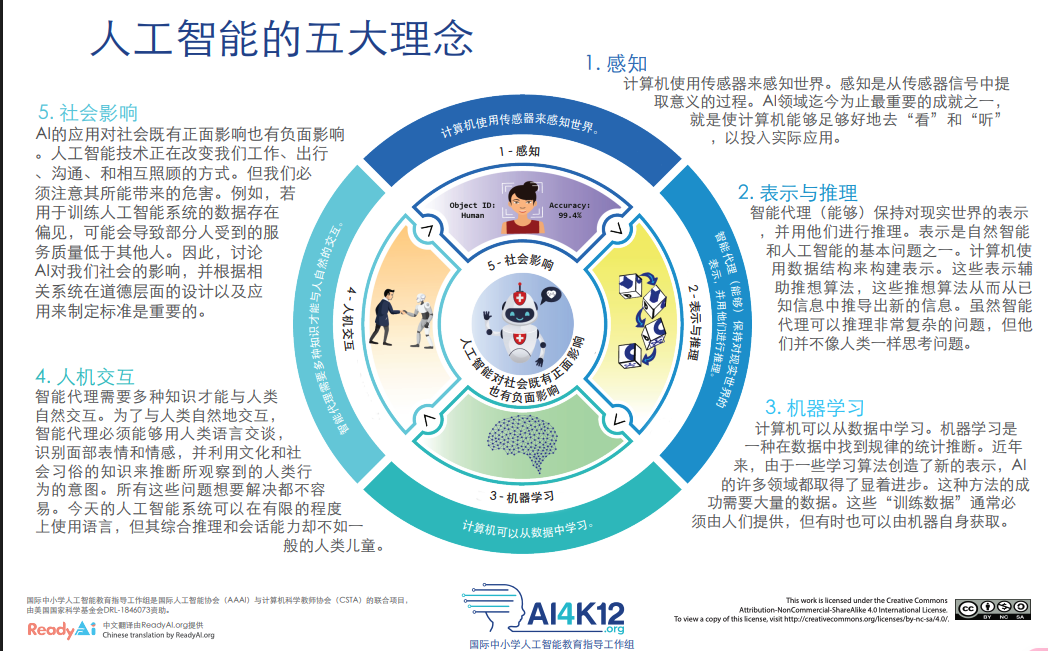 人工智能的五大理念
1. 感知
计算机使用传感器来感知世界。感知是从传感器信号中提
取意义的过程。AI领域迄今为止最重要的成就之一，
就是使计算机能够足够好地去“看”和“听”
，以投入实际应用。
2. 表示与推理
智能代理（能够）保持对现实世界的表示
，并用他们进行推理。表示是自然智能
和人工智能的基本问题之一。计算机使
用数据结构来构建表示。这些表示辅
助推想算法，这些推想算法从而从已
知信息中推导出新的信息。虽然智能
代理可以推理非常复杂的问题，但他
们并不像人类一样思考问题。
3. 机器学习
计算机可以从数据中学习。机器学习是
一种在数据中找到规律的统计推断。近年
来，由于一些学习算法创造了新的表示，AI
的许多领域都取得了显着进步。这种方法的成
功需要大量的数据。这些“训练数据”通常必
须由人们提供，但有时也可以由机器自身获取。
4. 人机交互
智能代理需要多种知识才能与人类
自然交互。为了与人类自然地交互，
智能代理必须能够用人类语言交谈，
识别面部表情和情感，并利用文化和社
会习俗的知识来推断所观察到的人类行
为的意图。所有这些问题想要解决都不容
易。今天的人工智能系统可以在有限的程度
上使用语言，但其综合推理和会话能力却不如一
般的人类儿童。
5. 社会影响
AI的应用对社会既有正面影响也有负面影响
。人工智能技术正在改变我们工作、出行
、沟通、和相互照顾的方式。但我们必
须注意其所能带来的危害。例如，若
用于训练人工智能系统的数据存在
偏见，可能会导致部分人受到的服
务质量低于其他人。因此，讨论
AI对我们社会的影响，并根据相
关系统在道德层面的设计以及应
用来制定标准是重要的。
计算机使用传感器来感知世界。
1 - 感知
Object ID:
Human
Accuracy:
99.4%
智能代理（能够）保持对现实世界的
表示，并用他们进行推理。
2 - 表示与推理
3 - 机器学习
计算机可以从数据中学习。
4 - 人机交互
智能代理需要多种知识才能与人自然的交互。
5 - 社会影响
人工智能对社会既有正面影响
也有负面影响
国际中小学人工智能教育指导工作组是国际人工智能协会（AAAI）与计算机科学教师协会（CSTA）的联合项目，
由美国国家科学基金会DRL-1846073资助。
ReadyAi
中文翻译由ReadyAI.org提供
Chinese translation by ReadyAI.org
AI4K12
.org
国际中小学人工智能教育指导工作组
This work is licensed under the Creative Commons
Attribution-NonCommercial-ShareAlike 4.0 International License.
To view a copy of this license, visit http://creativecommons.org/licenses/by-nc-sa/4.0/.
cc
BY NC SA